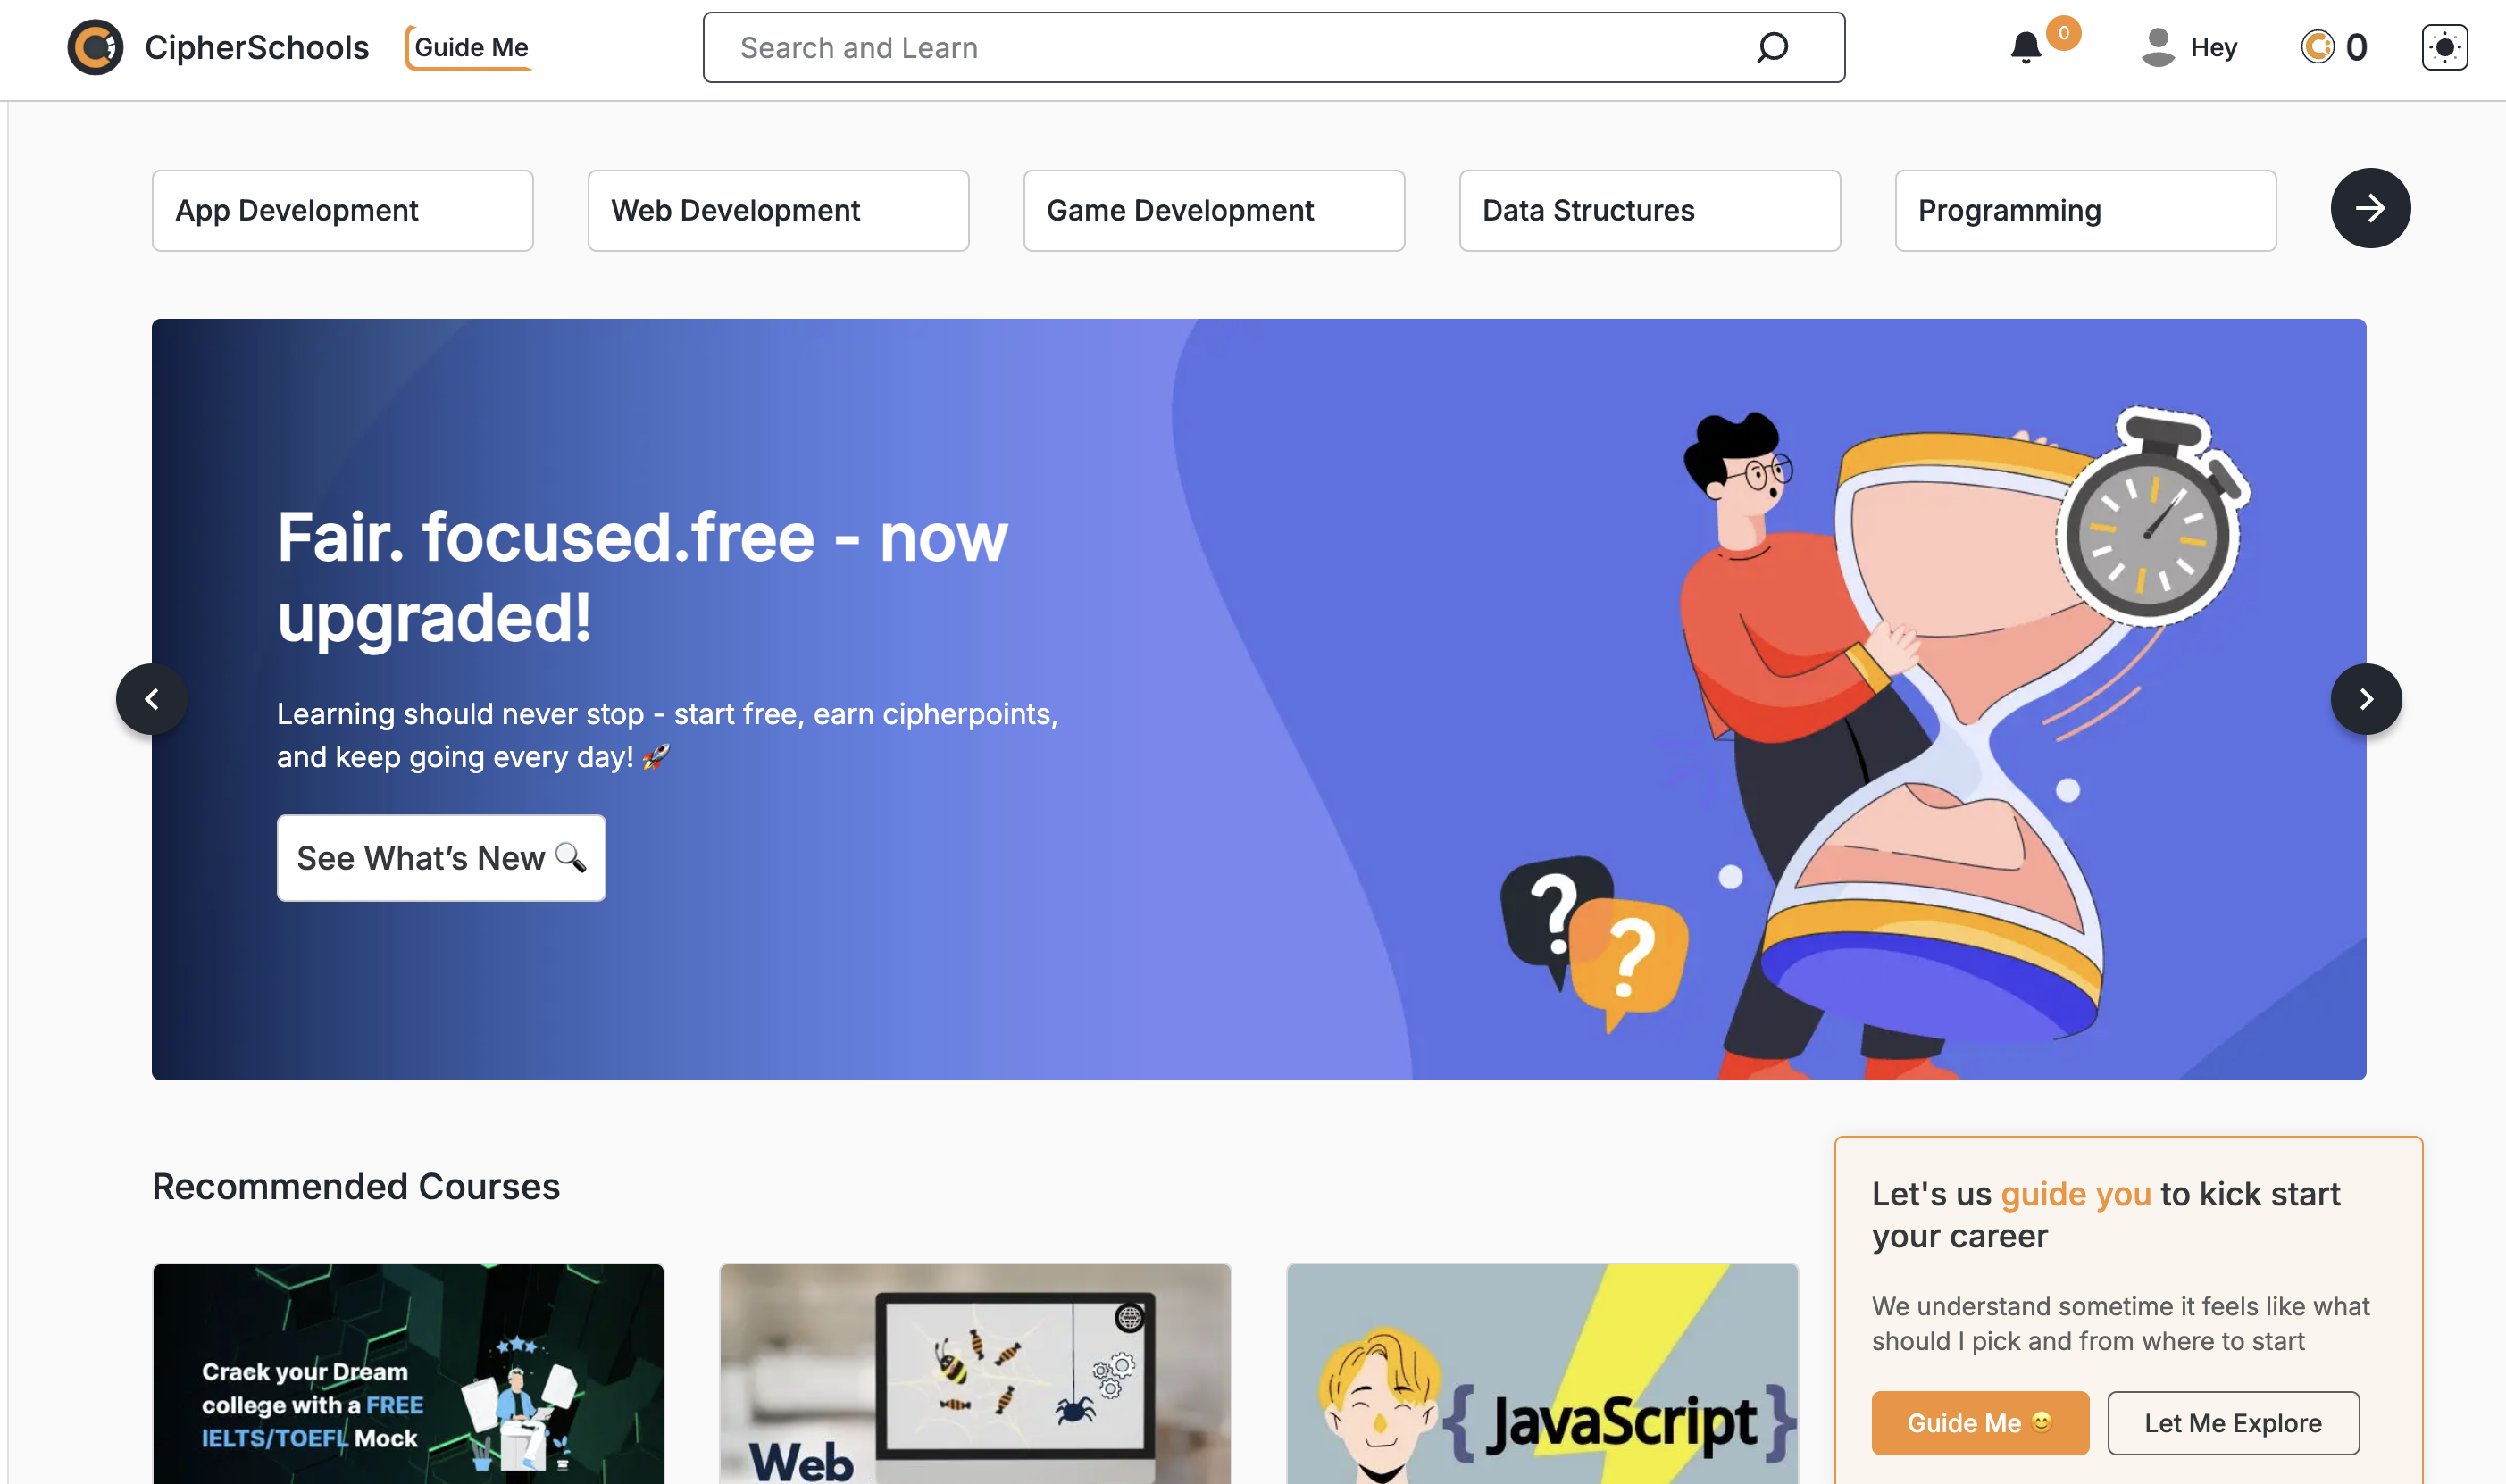 CipherSchools
Guide Me
Search and Learn
0
Hey
0
App Development
Web Development
Game Development
Data Structures
Programming
Fair. focused.free - now
upgraded!
Learning should never stop - start free, earn cipherpoints,
and keep going every day! 🚀
See What's New 🔍
Recommended Courses
Crack your Dream
college with a FREE
IELTS/TOEFL Mock
Web
{JavaScript}
Let's us guide you to kick start
your career
We understand sometime it feels like what
should I pick and from where to start
Guide Me 😊
Let Me Explore